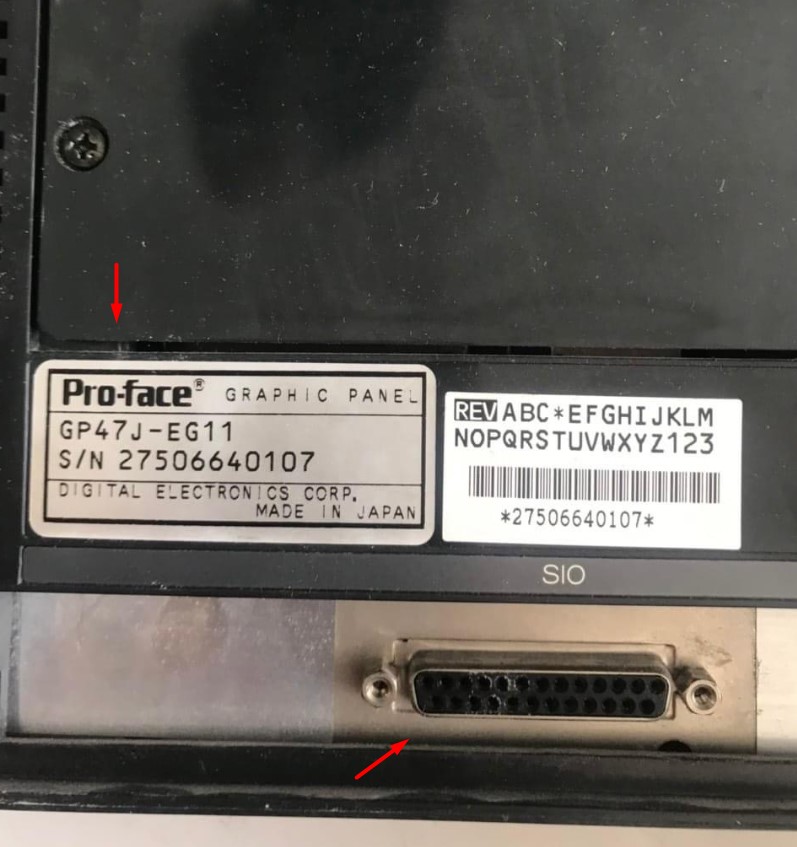 Pro-face® GRAPHIC PANEL
GP47J-EG11
S/N 27506640107
DIGITAL ELECTRONICS CORP.
MADE IN JAPAN
REV ABC*EFGHIJKLM
NOPQRSTUVWXYZ123
*27506640107*
SIO